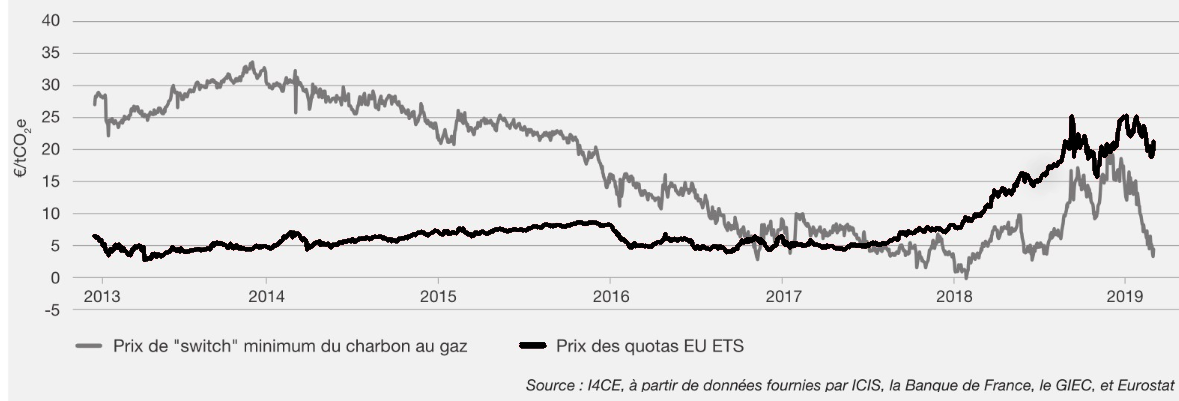 40
35
30
25
20
15
10
5
0
-5
€/tCO₂e
2013 2014 2015 2016 2017 2018 2019
Prix de "switch" minimum du charbon au gaz Prix des quotas EU ETS
Source : I4CE, à partir de données fournies par ICIS, la Banque de France, le GIEC, et Eurostat